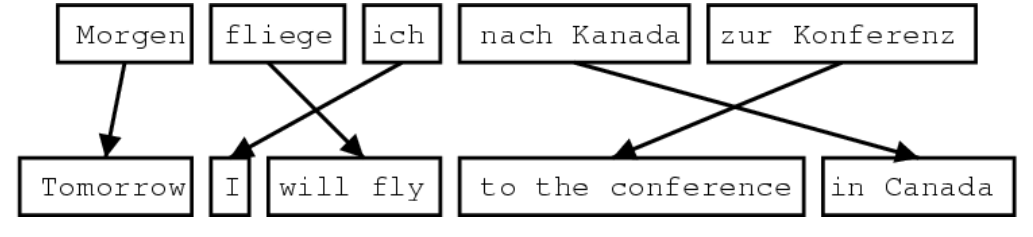 Morgen fliege ich nach Kanada zur Konferenz
Tomorrow I will fly to the conference in Canada